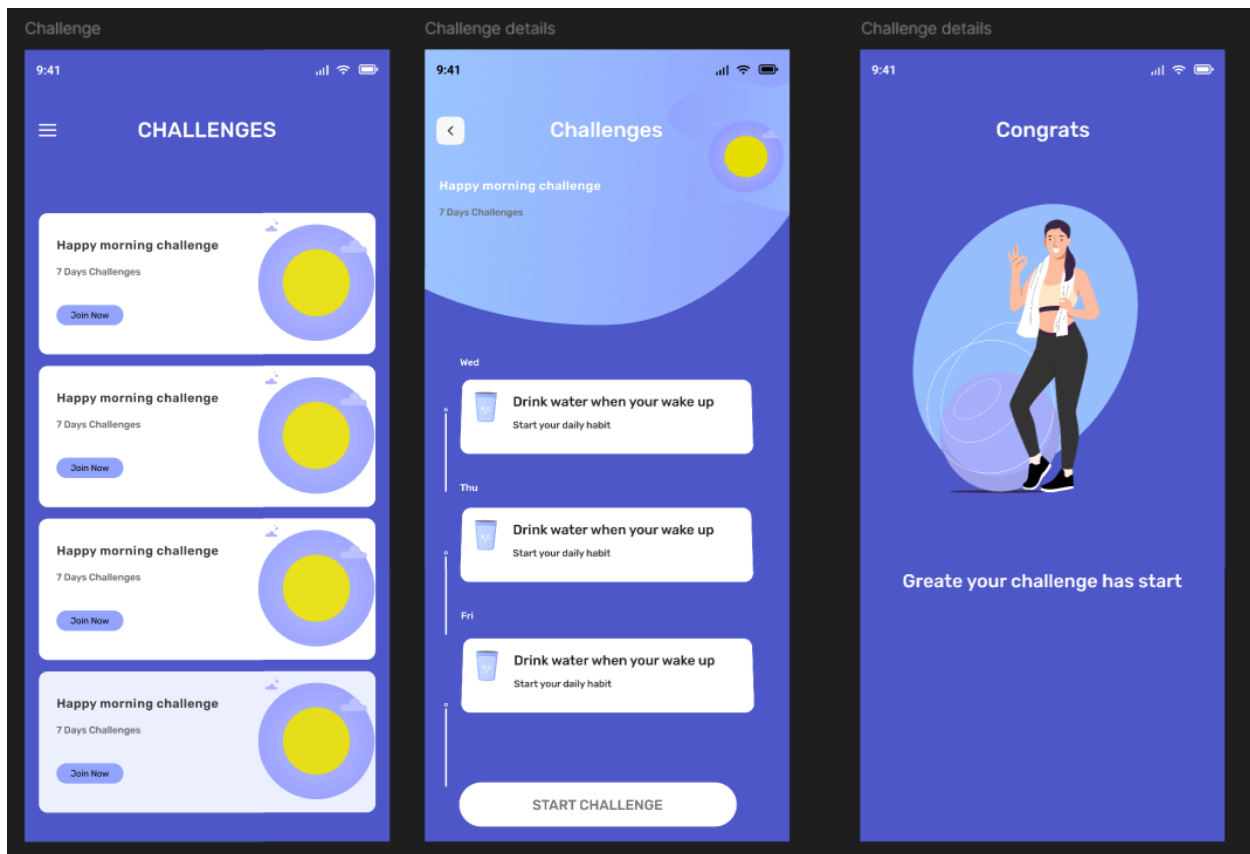 Challenge
9:41
CHALLENGES
Happy morning challenge
7 Days Challenges
Join Now
Happy morning challenge
7 Days Challenges
Join Now
Happy morning challenge
7 Days Challenges
Join Now
Happy morning challenge
7 Days Challenges
Join Now
Challenge details
9:41
Challenges
Happy morning challenge
7 Days Challenges
Wed
Drink water when your wake up
Start your daily habit
Thu
Drink water when your wake up
Start your daily habit
Fri
Drink water when your wake up
Start your daily habit
START CHALLENGE
Challenge details
9:41
Congrats
Greate your challenge has start